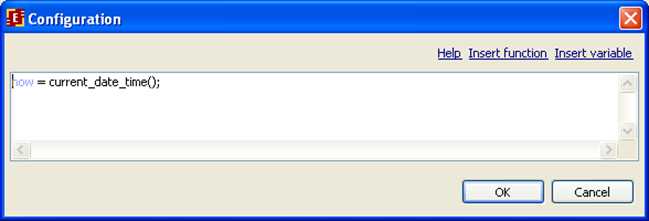 E Configuration
Help Insert function Insert variable
now = current_date_time();
OK Cancel